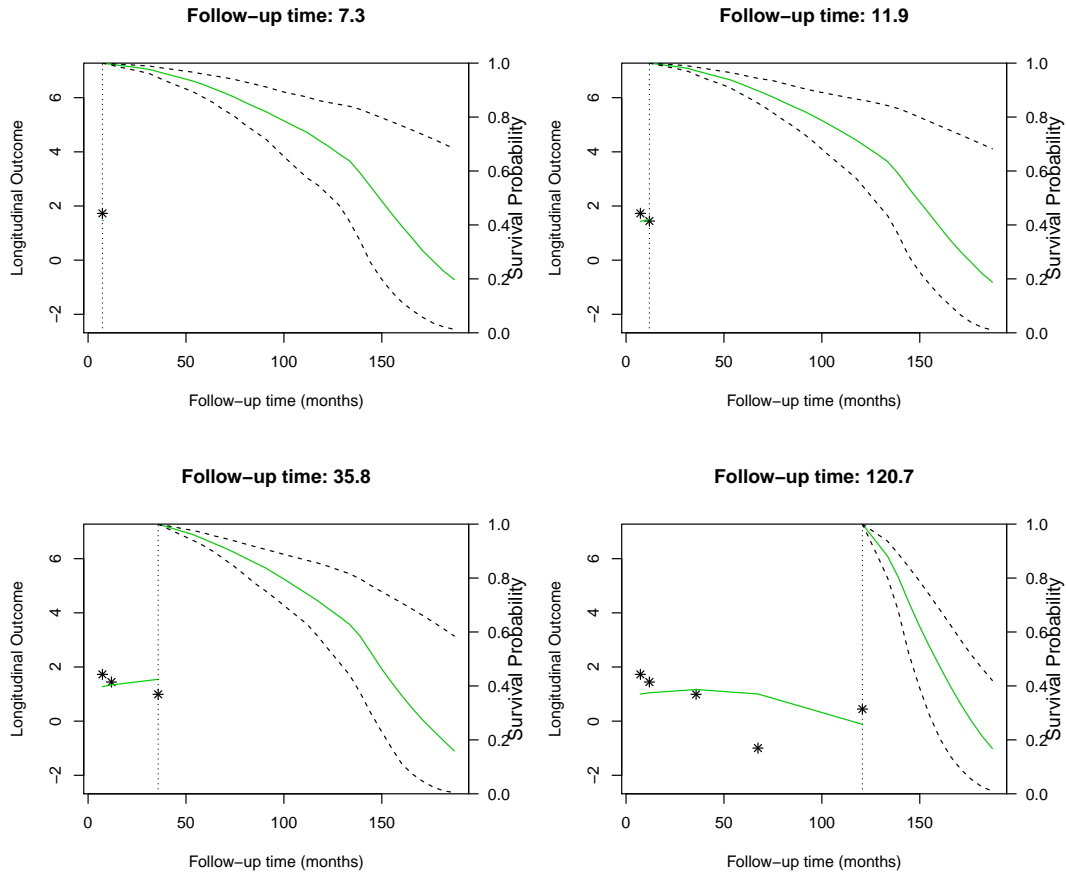 Follow−up time: 7.3
Longitudinal Outcome
6
4
2
0
−2
1.0
0.8
0.6
0.4
0.2
0.0
Survival Probability
0 50 100 150
Follow−up time (months)
Follow−up time: 11.9
Longitudinal Outcome
6
4
2
0
−2
1.0
0.8
0.6
0.4
0.2
0.0
Survival Probability
0 50 100 150
Follow−up time (months)
Follow−up time: 35.8
Longitudinal Outcome
6
4
2
0
−2
1.0
0.8
0.6
0.4
0.2
0.0
Survival Probability
0 50 100 150
Follow−up time (months)
Follow−up time: 120.7
Longitudinal Outcome
6
4
2
0
−2
1.0
0.8
0.6
0.4
0.2
0.0
Survival Probability
0 50 100 150
Follow−up time (months)